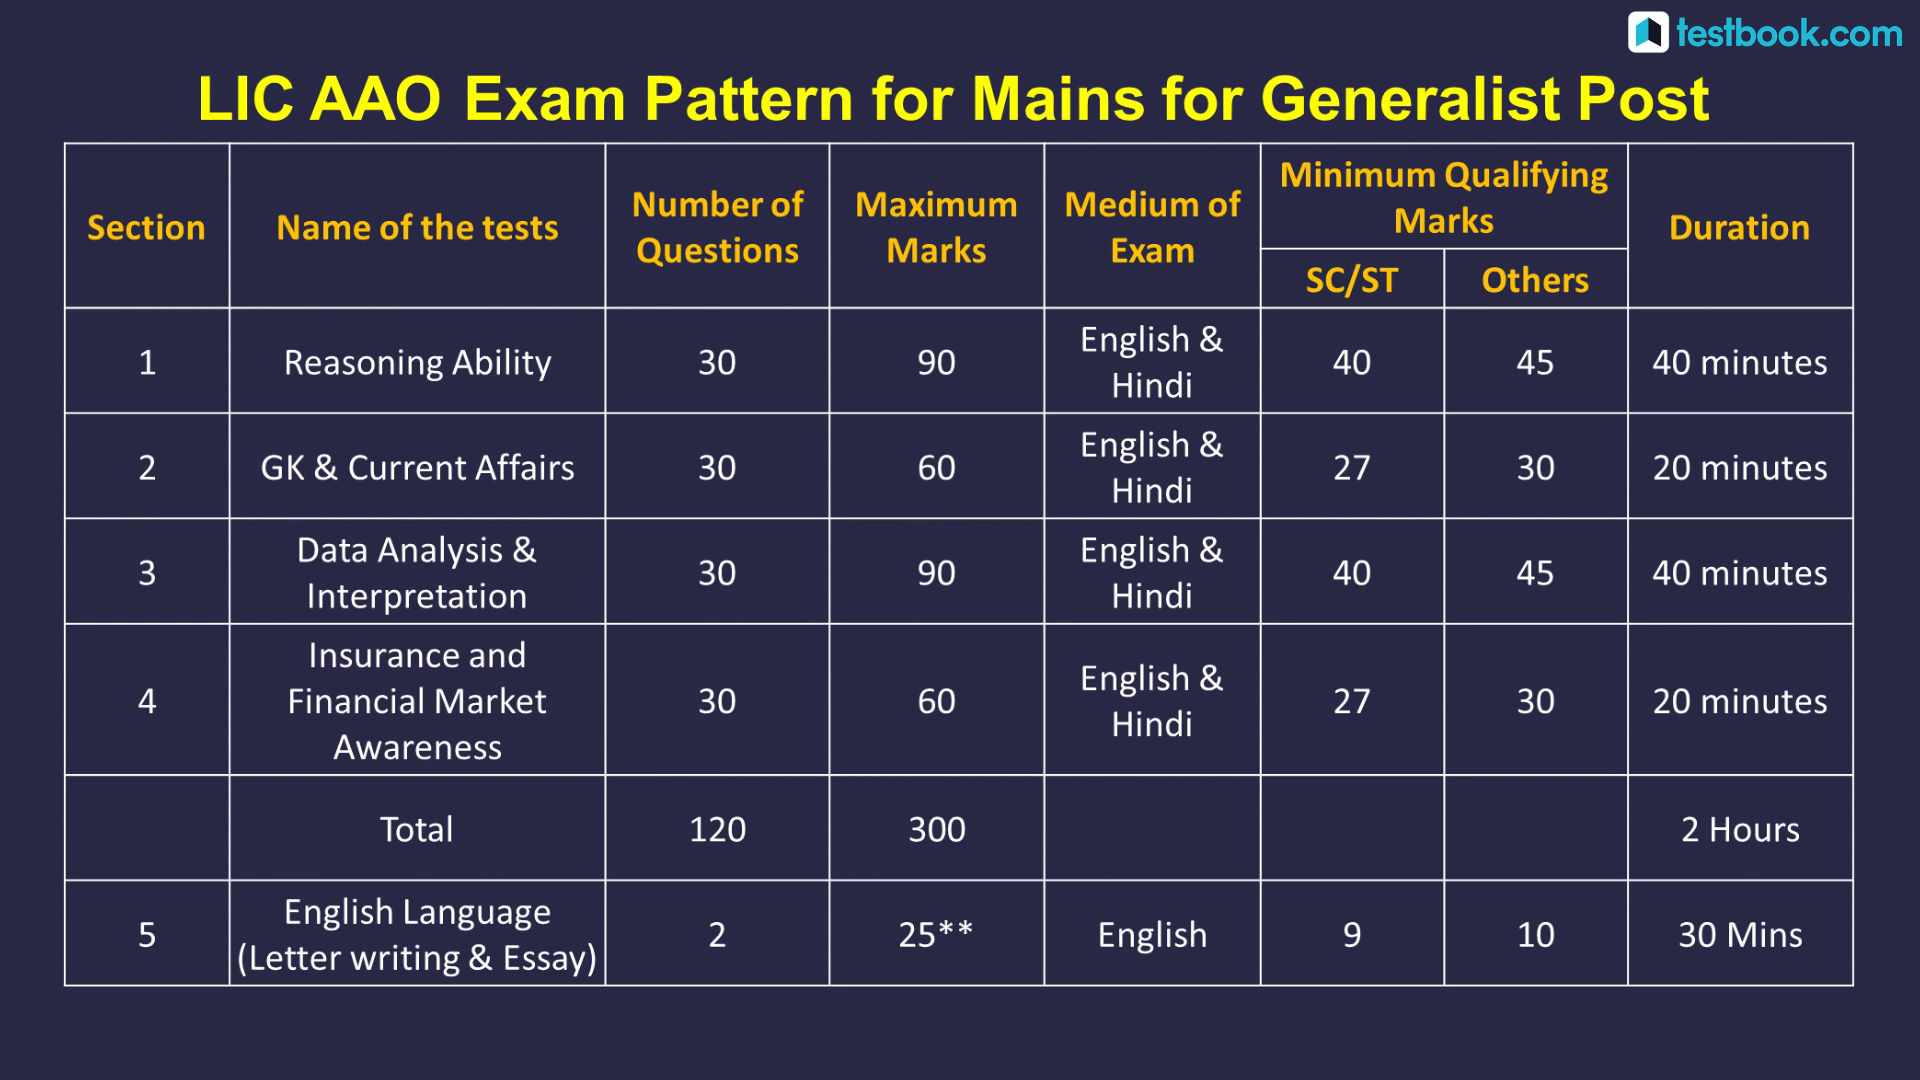 testbook.com
LIC AAO Exam Pattern for Mains for Generalist Post
Section
Name of the tests
Number of
Questions
Maximum
Marks
Medium of
Exam
Minimum Qualifying
Marks
Duration
SC/ST
Others
1
Reasoning Ability
30
90
English &
Hindi
40
45
40 minutes
2
GK & Current Affairs
30
60
English &
Hindi
27
30
20 minutes
3
Data Analysis &
Interpretation
30
90
English &
Hindi
40
45
40 minutes
4
Insurance and
Financial Market
Awareness
30
60
English &
Hindi
27
30
20 minutes
Total
120
300
2 Hours
5
English Language
(Letter writing & Essay)
2
25**
English
9
10
30 Mins